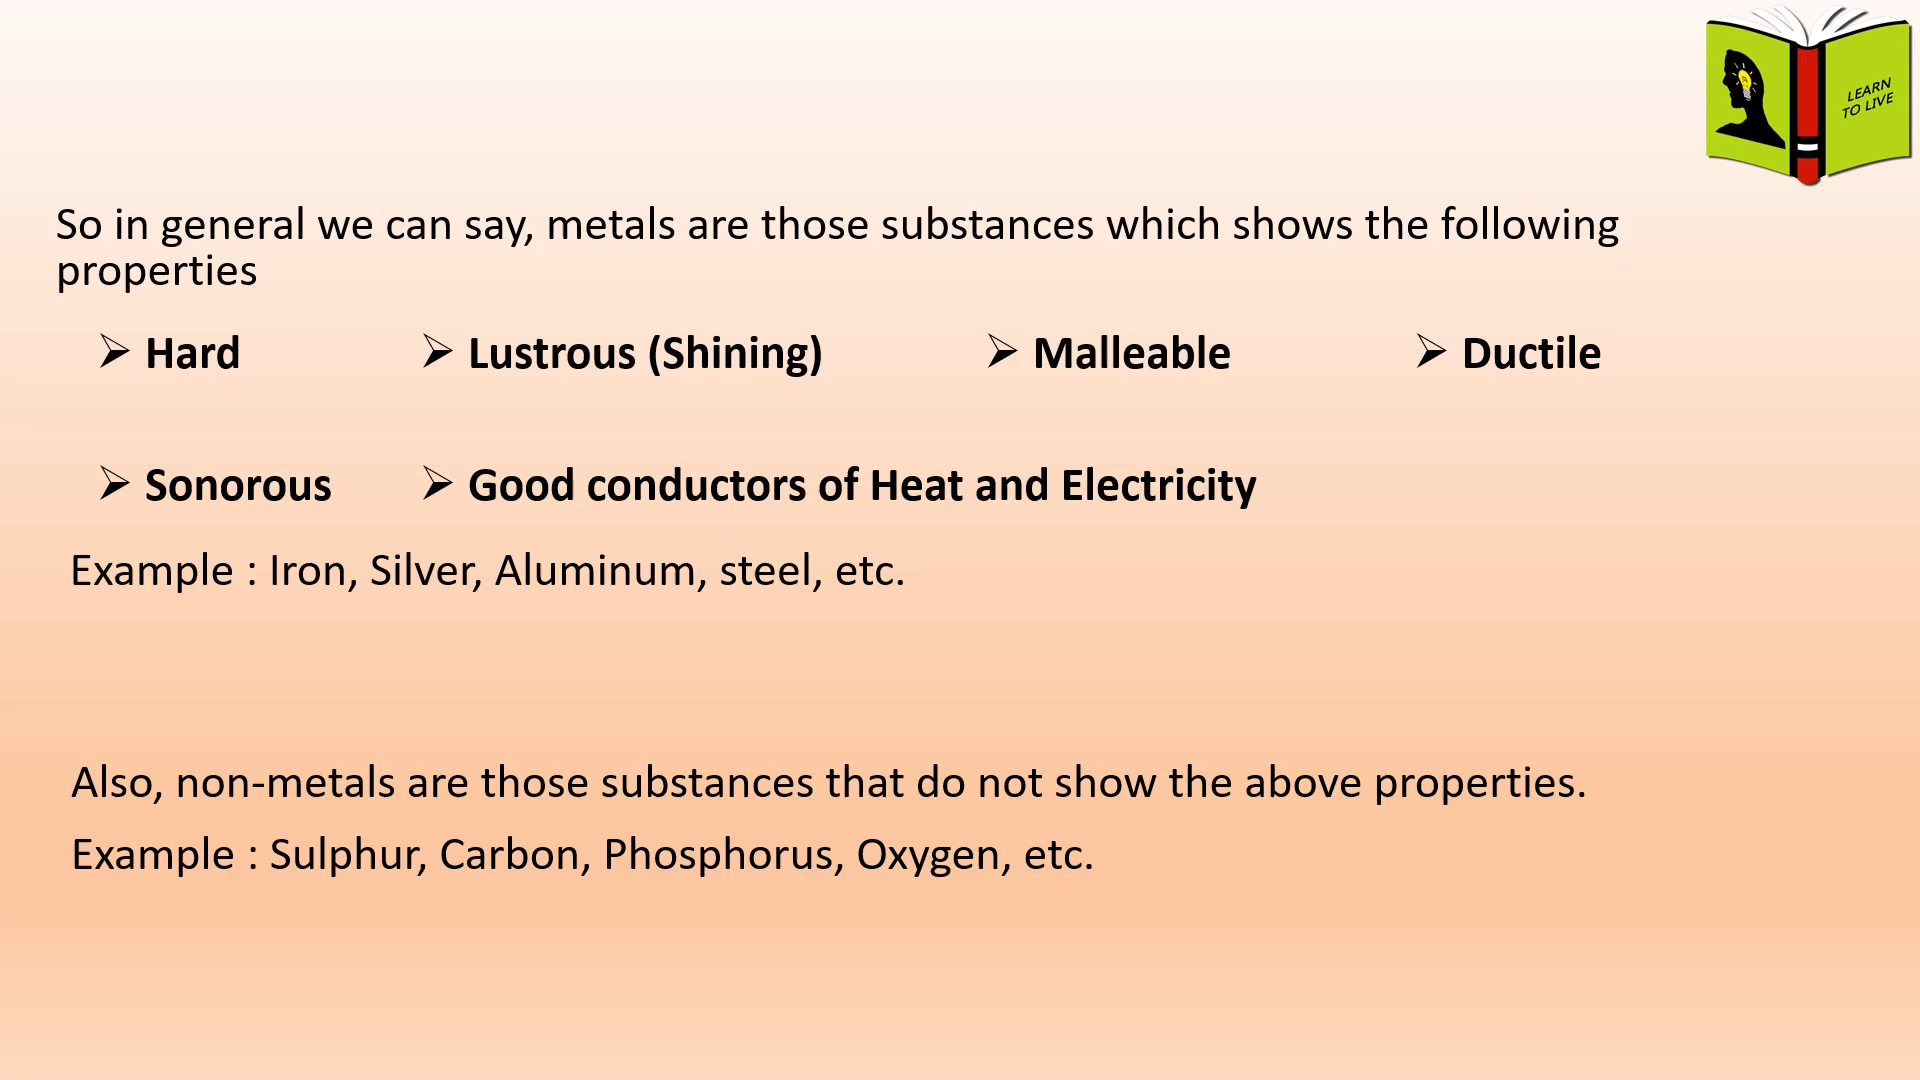 LEARN
TO LIVE
So in general we can say, metals are those substances which shows the following
properties
➢ Hard ➢ Lustrous (Shining) ➢ Malleable ➢ Ductile
➢ Sonorous ➢ Good conductors of Heat and Electricity
Example : Iron, Silver, Aluminum, steel, etc.
Also, non-metals are those substances that do not show the above properties.
Example : Sulphur, Carbon, Phosphorus, Oxygen, etc.